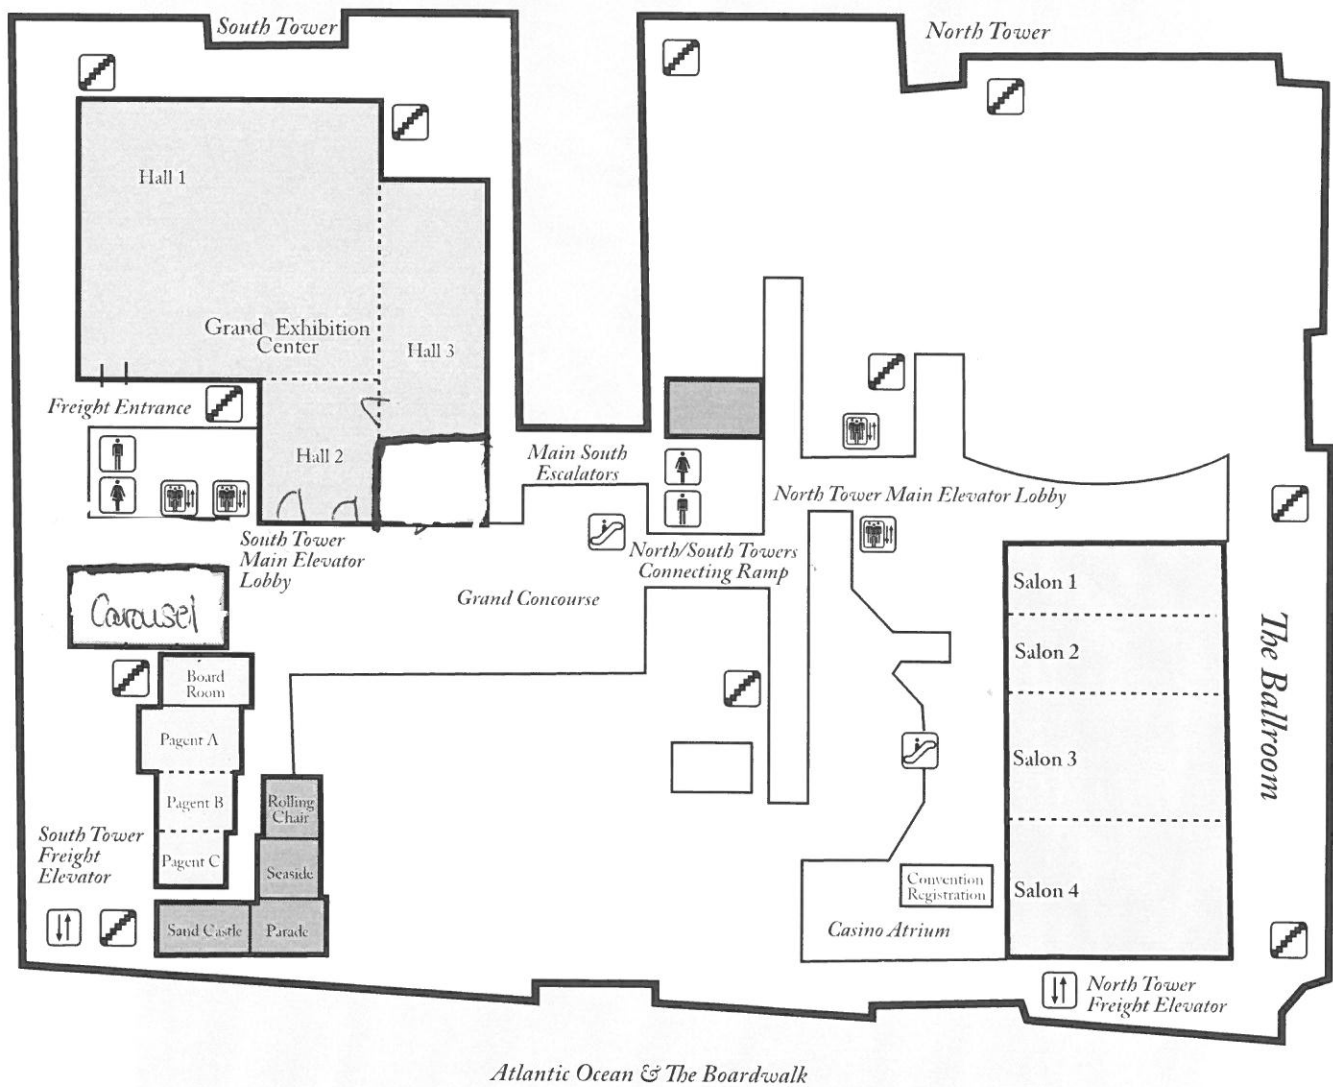 South Tower
North Tower
Hall 1
Grand Exhibition
Center
Hall 3
Freight Entrance
Hall 2
Main South
Escalators
North Tower Main Elevator Lobby
South Tower
Main Elevator
Lobby
North/South Towers
Connecting Ramp
Grand Concourse
Carousel
Board
Room
Pagent A
Pagent B
Pagent C
Rolling
Chair
Seaside
Sand Castle
Parade
South Tower
Freight
Elevator
Salon 1
Salon 2
Salon 3
Salon 4
The Ballroom
Convention
Registration
Casino Atrium
North Tower
Freight Elevator
Atlantic Ocean & The Boardwalk